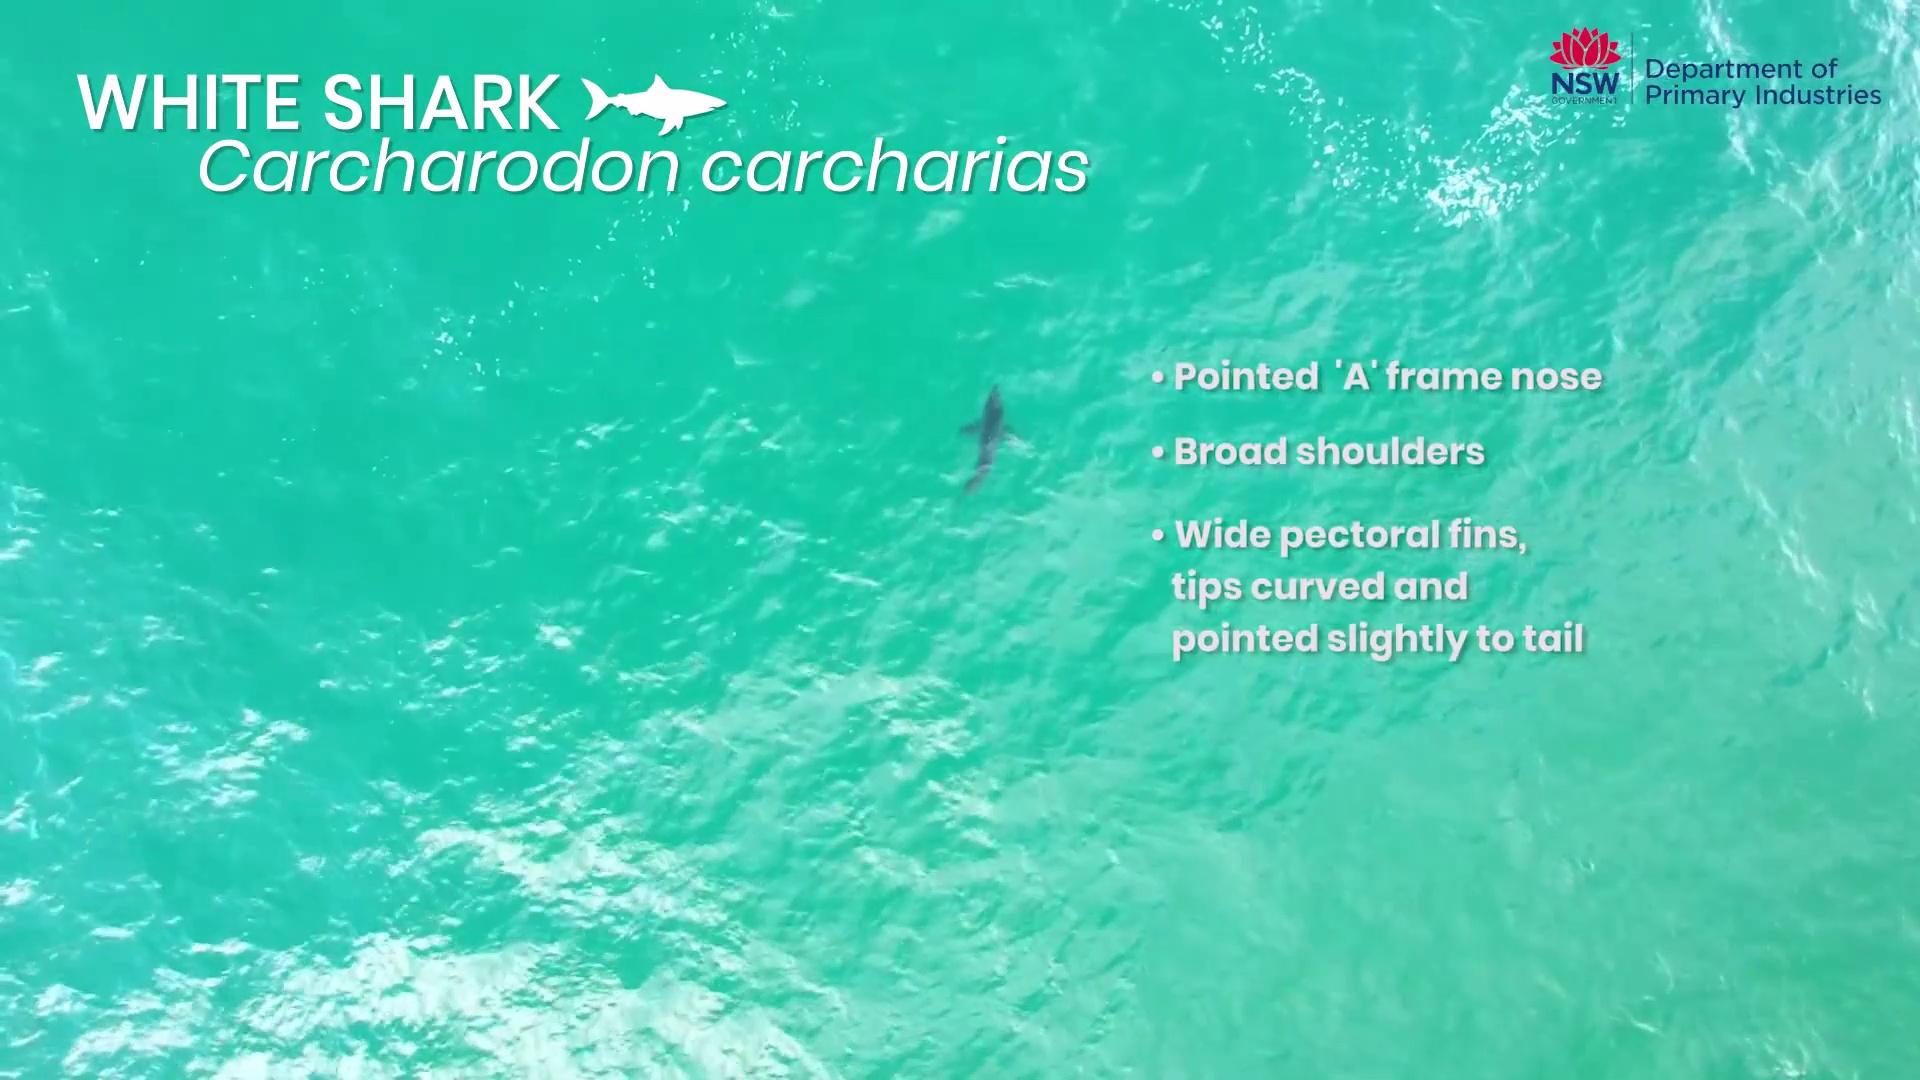 WHITE SHARK
Carcharodon carcharias
NSW
GOVERNMENT
Department of
Primary Industries
• Pointed 'A' frame nose
• Broad shoulders
• Wide pectoral fins,
tips curved and
pointed slightly to tail